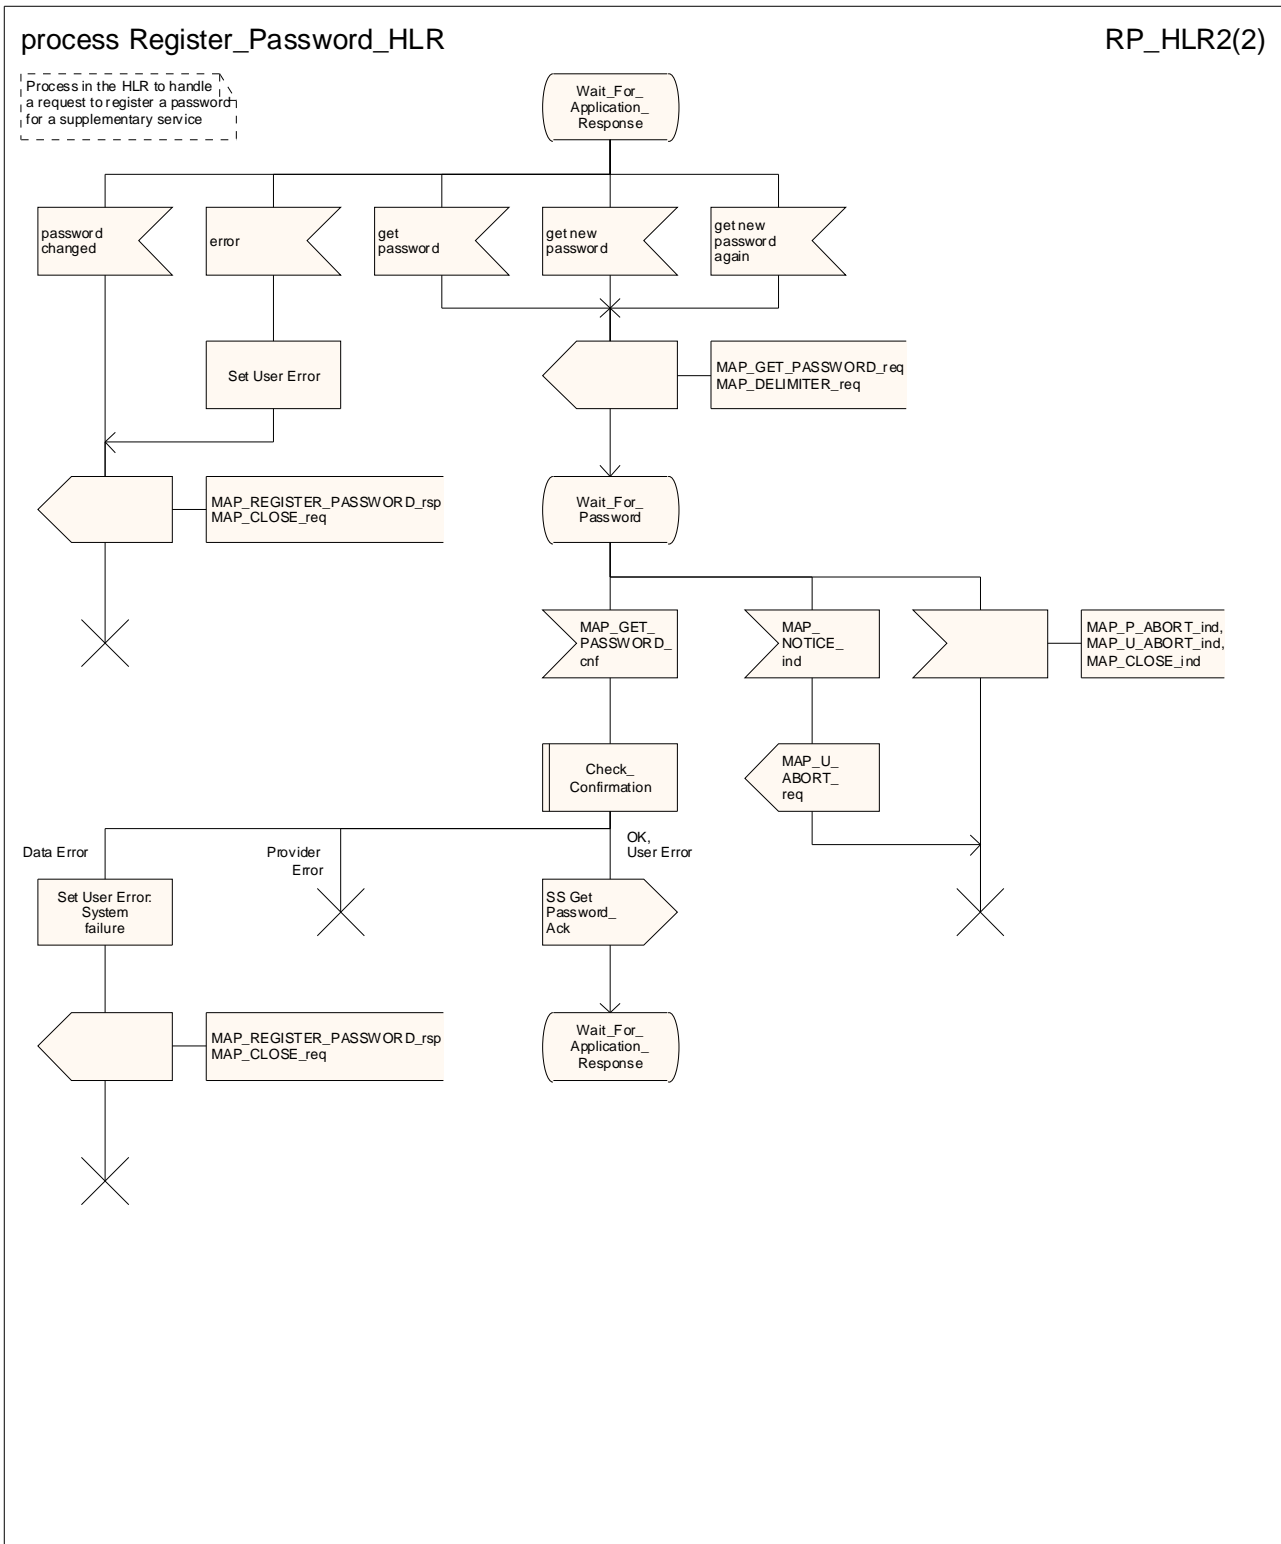 process Register_Password_HLR
RP_HLR2(2)
Process in the HLR to handle
a request to register a password
for a supplementary service
Wait_For_
Application_
Response
password
changed
error
get
password
get new
password
get new
password
again
Set User Error
MAP_GET_PASSWORD_req
MAP_DELIMITER_req
MAP_REGISTER_PASSWORD_rsp
MAP_CLOSE_req
Wait_For_
Password
MAP_GET_
PASSWORD_
cnf
MAP_
NOTICE_
ind
MAP_P_ABORT_ind,
MAP_U_ABORT_ind,
MAP_CLOSE_ind
Check_
Confirmation
MAP_U_
ABORT_
req
Data Error
Provider
Error
OK,
User Error
Set User Error:
System
failure
SS Get
Password_
Ack
MAP_REGISTER_PASSWORD_rsp
MAP_CLOSE_req
Wait_For_
Application_
Response